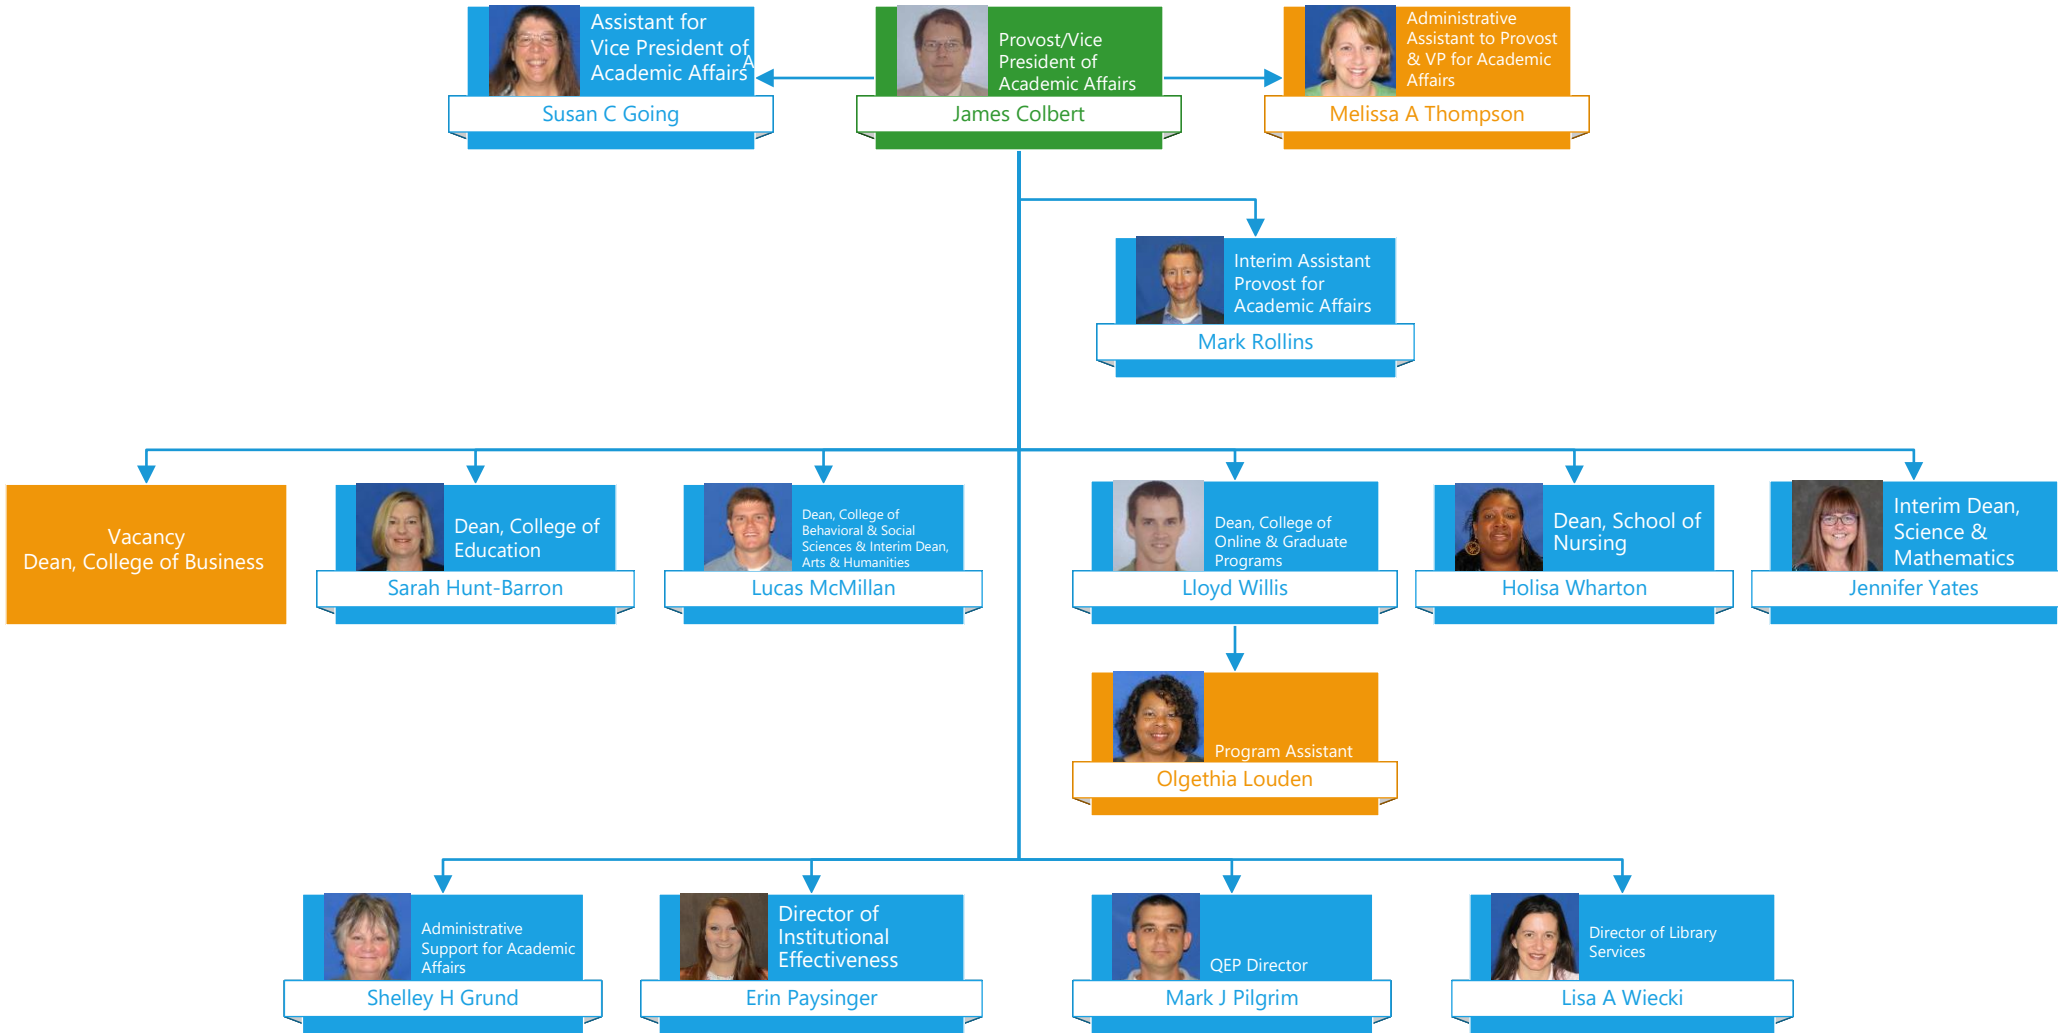 Assistant for
Vice President of
A
Academic Affairs
Susan C Going
Provost/Vice
President of
Academic Affairs
James Colbert
Administrative
Assistant to Provost
& VP for Academic
Affairs
Melissa A Thompson
Interim Assistant
Provost for
Academic Affairs
Mark Rollins
Vacancy
Dean, College of Business
Dean, College of
Education
Sarah Hunt-Barron
Dean, College of
Behavioral & Social
Sciences & Interim Dean,
Arts & Humanities
Lucas McMillan
Dean, College of
Online & Graduate
Programs
Lloyd Willis
Dean, School of
Nursing
Holisa Wharton
Interim Dean,
Science &
Mathematics
Jennifer Yates
Program Assistant
Olgethia Louden
Administrative
Support for Academic
Affairs
Shelley H Grund
Director of
Institutional
Effectiveness
Erin Paysinger
QEP Director
Mark J Pilgrim
Director of Library
Services
Lisa A Wiecki